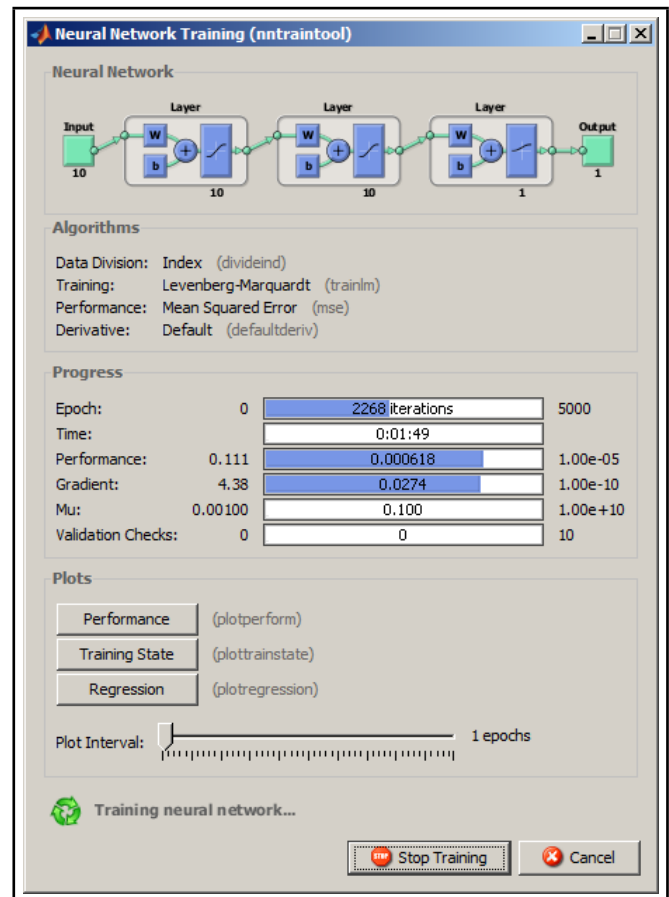 Neural Network Training (nntraintool)
Neural Network
Layer Layer Layer
Input Output
W W W
b b b
10 10 10 1 1
Algorithms
Data Division: Index (divideind)
Training: Levenberg-Marquardt (trainlm)
Performance: Mean Squared Error (mse)
Derivative: Default (defaultderiv)
Progress
Epoch: 0 2268 iterations 5000
Time: 0:01:49
Performance: 0.111 0.000618 1.00e-05
Gradient: 4.38 0.0274 1.00e-10
Mu: 0.00100 0.100 1.00e+10
Validation Checks: 0 0 10
Plots
Performance (plotperform)
Training State (plottrainstate)
Regression (plotregression)
Plot Interval: 1 epochs
Training neural network...
STOP Stop Training Cancel